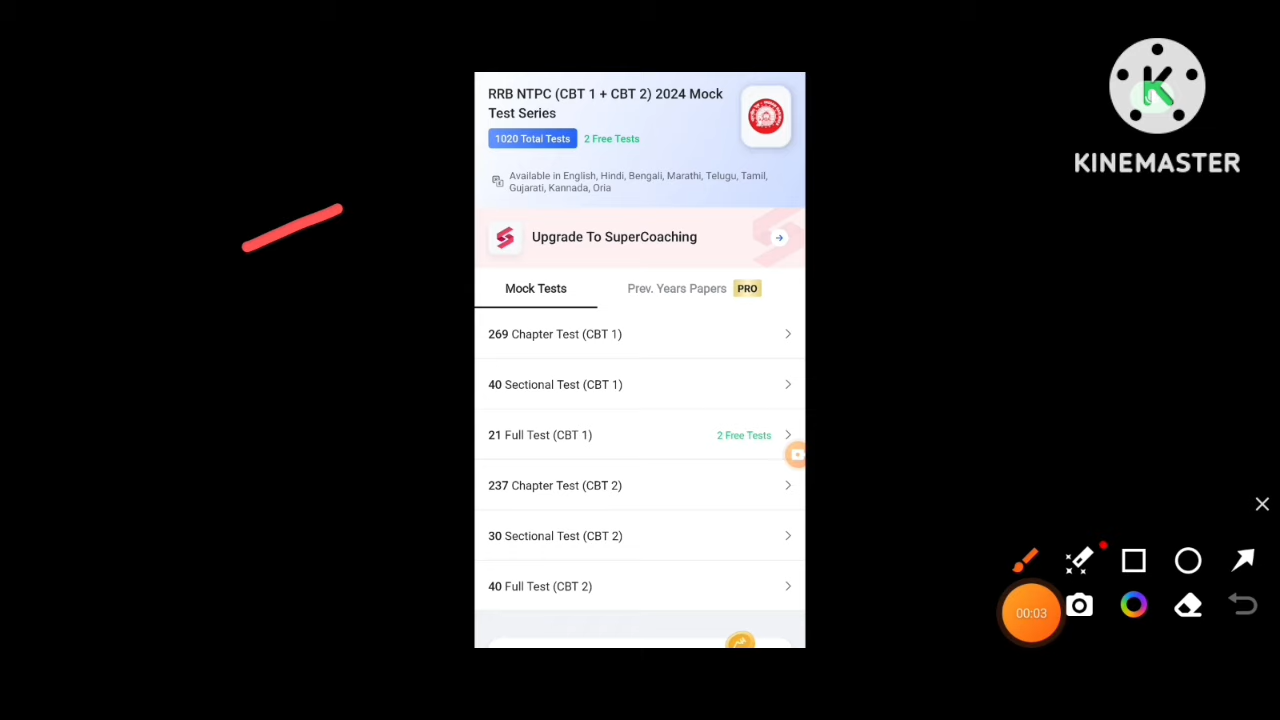 RRB NTPC (CBT 1 + CBT 2) 2024 Mock
Test Series
1020 Total Tests 2 Free Tests
Available in English, Hindi, Bengali, Marathi, Telugu, Tamil,
Gujarati, Kannada, Oria
Upgrade To SuperCoaching
Mock Tests Prev. Years Papers PRO
269 Chapter Test (CBT 1)
40 Sectional Test (CBT 1)
21 Full Test (CBT 1) 2 Free Tests
237 Chapter Test (CBT 2)
30 Sectional Test (CBT 2)
40 Full Test (CBT 2)
K
KINEMASTER
00:03